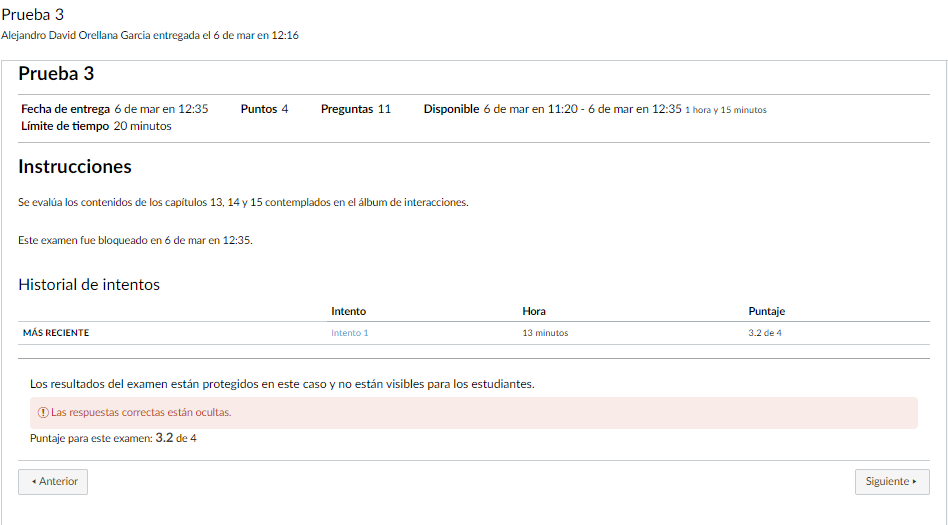 Prueba 3
Alejandro David Orellana Garcia entregada el 6 de mar en 12:16
Prueba 3
Fecha de entrega 6 de mar en 12:35 Puntos 4 Preguntas 11 Disponible 6 de mar en 11:20 - 6 de mar en 12:35 1 hora y 15 minutos
Límite de tiempo 20 minutos
Instrucciones
Se evalúa los contenidos de los capítulos 13, 14 y 15 contemplados en el álbum de interacciones.
Este examen fue bloqueado en 6 de mar en 12:35.
Historial de intentos
Intento Hora Puntaje
MÁS RECIENTE Intento 1 13 minutos 3.2 de 4
Los resultados del examen están protegidos en este caso y no están visibles para los estudiantes.
Las respuestas correctas están ocultas.
Puntaje para este examen: 3.2 de 4
Anterior Siguiente